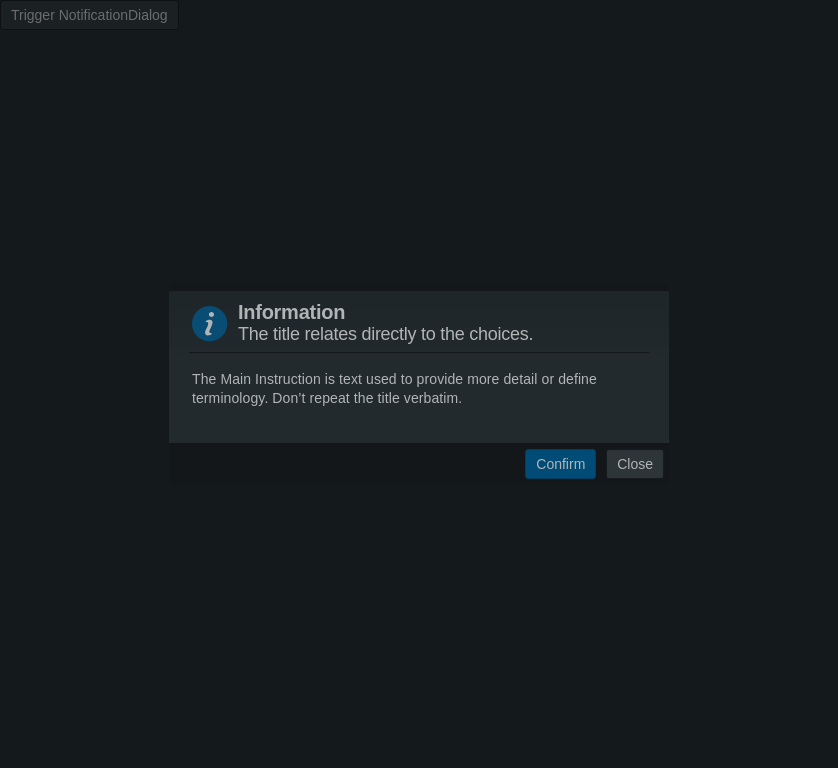 Trigger NotificationDialog
Information
The title relates directly to the choices.
The Main Instruction is text used to provide more detail or define
terminology. Don’t repeat the title verbatim.
Confirm Close